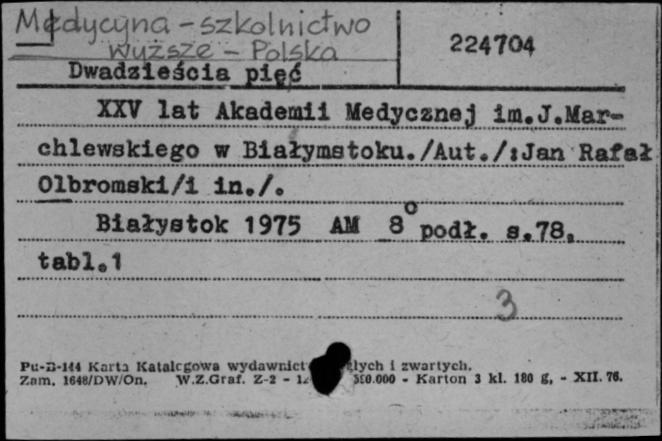 Medycyna - szkolnictwo
wyższe - Polska
224704
Dwadzieścia pięć
XXV lat Akademii Medycznej im.J.Mar-
chlewskiego w Białymstoku./Aut./:Jan Rafał
Olbromski/i in./.
Białystok 1975 AM 8° podł. s.78,
tabl.1
3
Pu-B-144 Karta Katalogowa wydawnict głych i zwartych.
Zam. 1648/DW/On. W.Z.Graf. Z-2 - 500.000 - Karton 3 kl. 180 g, - XII. 76.